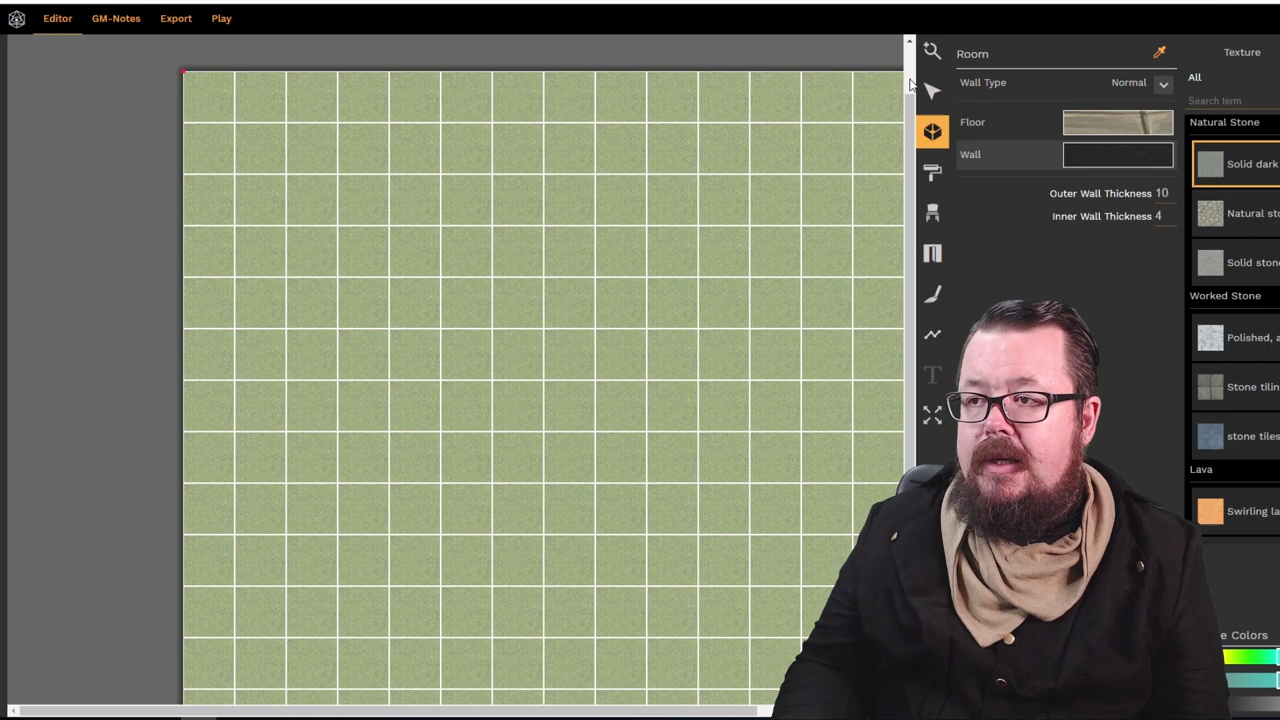 Editor GM-Notes Export Play
Room
Wall Type Normal
Floor
Wall
Outer Wall Thickness 10
Inner Wall Thickness 4
T
Texture
All
Search term
Natural Stone
Solid dark
Natural sto
Solid stone
Worked Stone
Polished, a
Stone tilin
stone tiles
Lava
Swirling la
e Colors